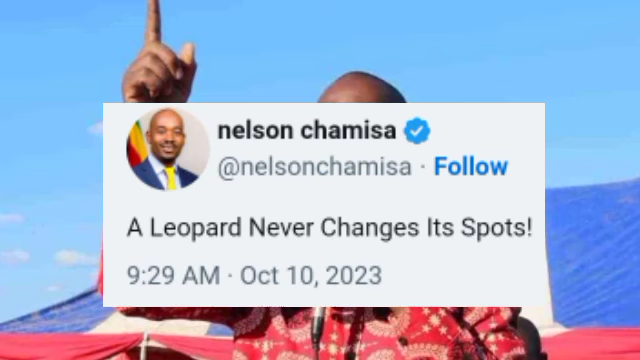 nelson chamisa
@nelsonchamisa · Follow
A Leopard Never Changes Its Spots!
9:29 AM · Oct 10, 2023